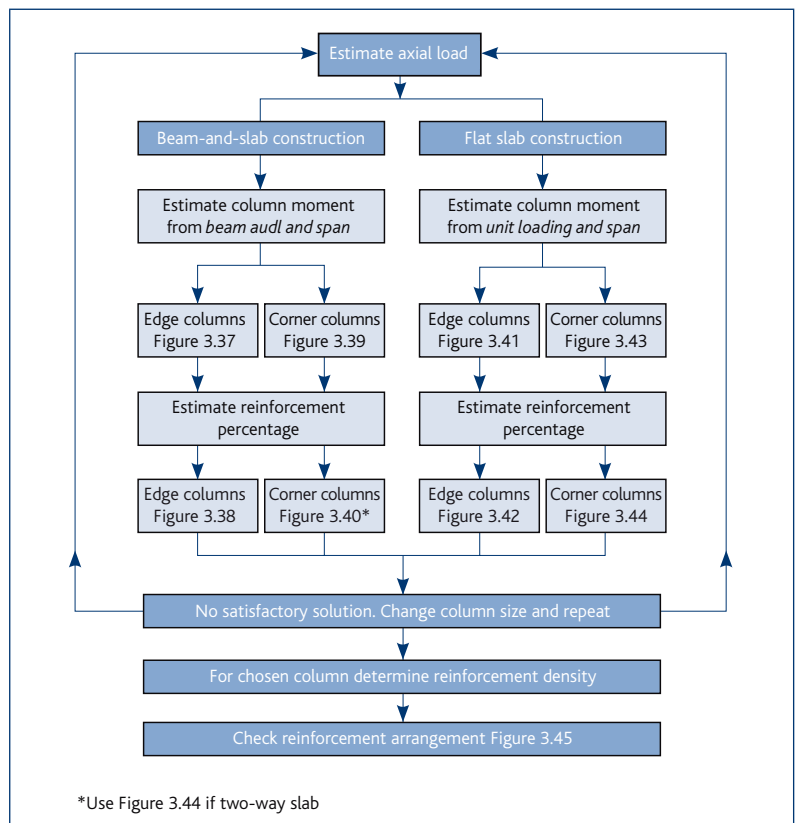 Estimate axial load
Beam-and-slab construction
Flat slab construction
Estimate column moment
from beam audl and span
Estimate column moment
from unit loading and span
Edge columns
Figure 3.37
Corner columns
Figure 3.39
Edge columns
Figure 3.41
Corner columns
Figure 3.43
Estimate reinforcement
percentage
Estimate reinforcement
percentage
Edge columns
Figure 3.38
Corner columns
Figure 3.40*
Edge columns
Figure 3.42
Corner columns
Figure 3.44
No satisfactory solution. Change column size and repeat
For chosen column determine reinforcement density
Check reinforcement arrangement Figure 3.45
*Use Figure 3.44 if two-way slab